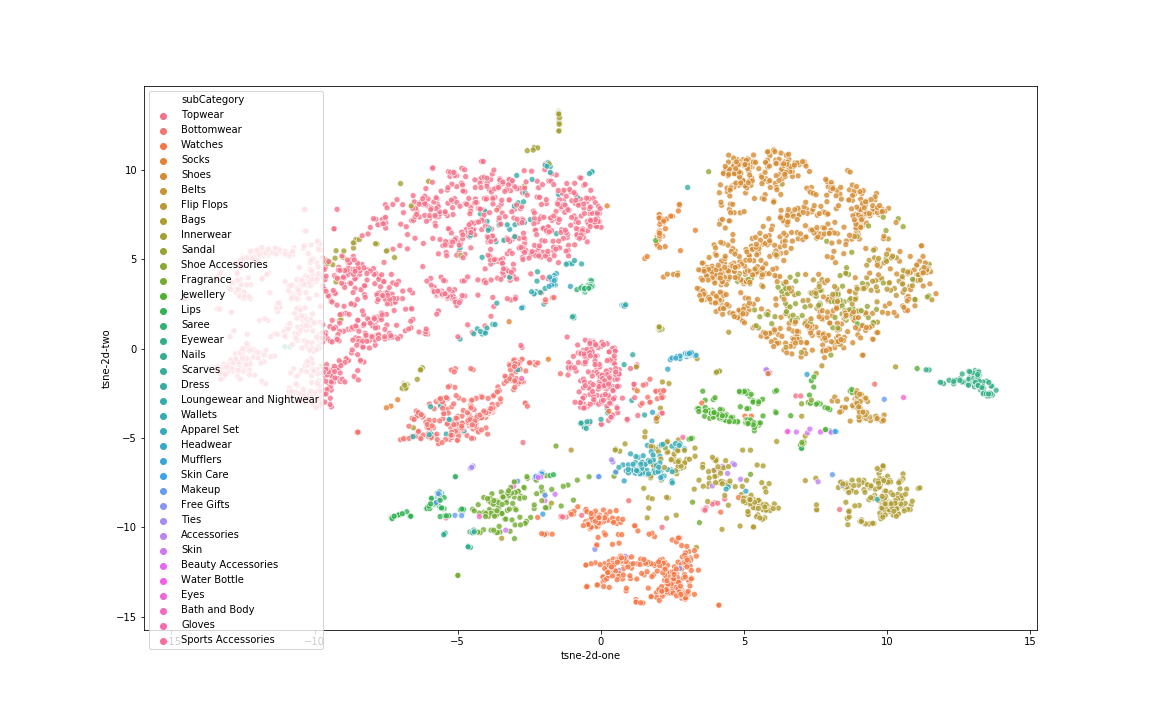 subCategory
Topwear
Bottomwear
Watches
Socks
Shoes
Belts
Flip Flops
Bags
Innerwear
Sandal
Shoe Accessories
Fragrance
Jewellery
Lips
Saree
Eyewear
Nails
Scarves
Dress
Loungewear and Nightwear
Wallets
Apparel Set
Headwear
Mufflers
Skin Care
Makeup
Free Gifts
Ties
Accessories
Skin
Beauty Accessories
Water Bottle
Eyes
Bath and Body
Gloves
Sports Accessories
10
5
0
−5
−10
−15
tsne-2d-two
−15 −10 −5 0 5 10 15
tsne-2d-one